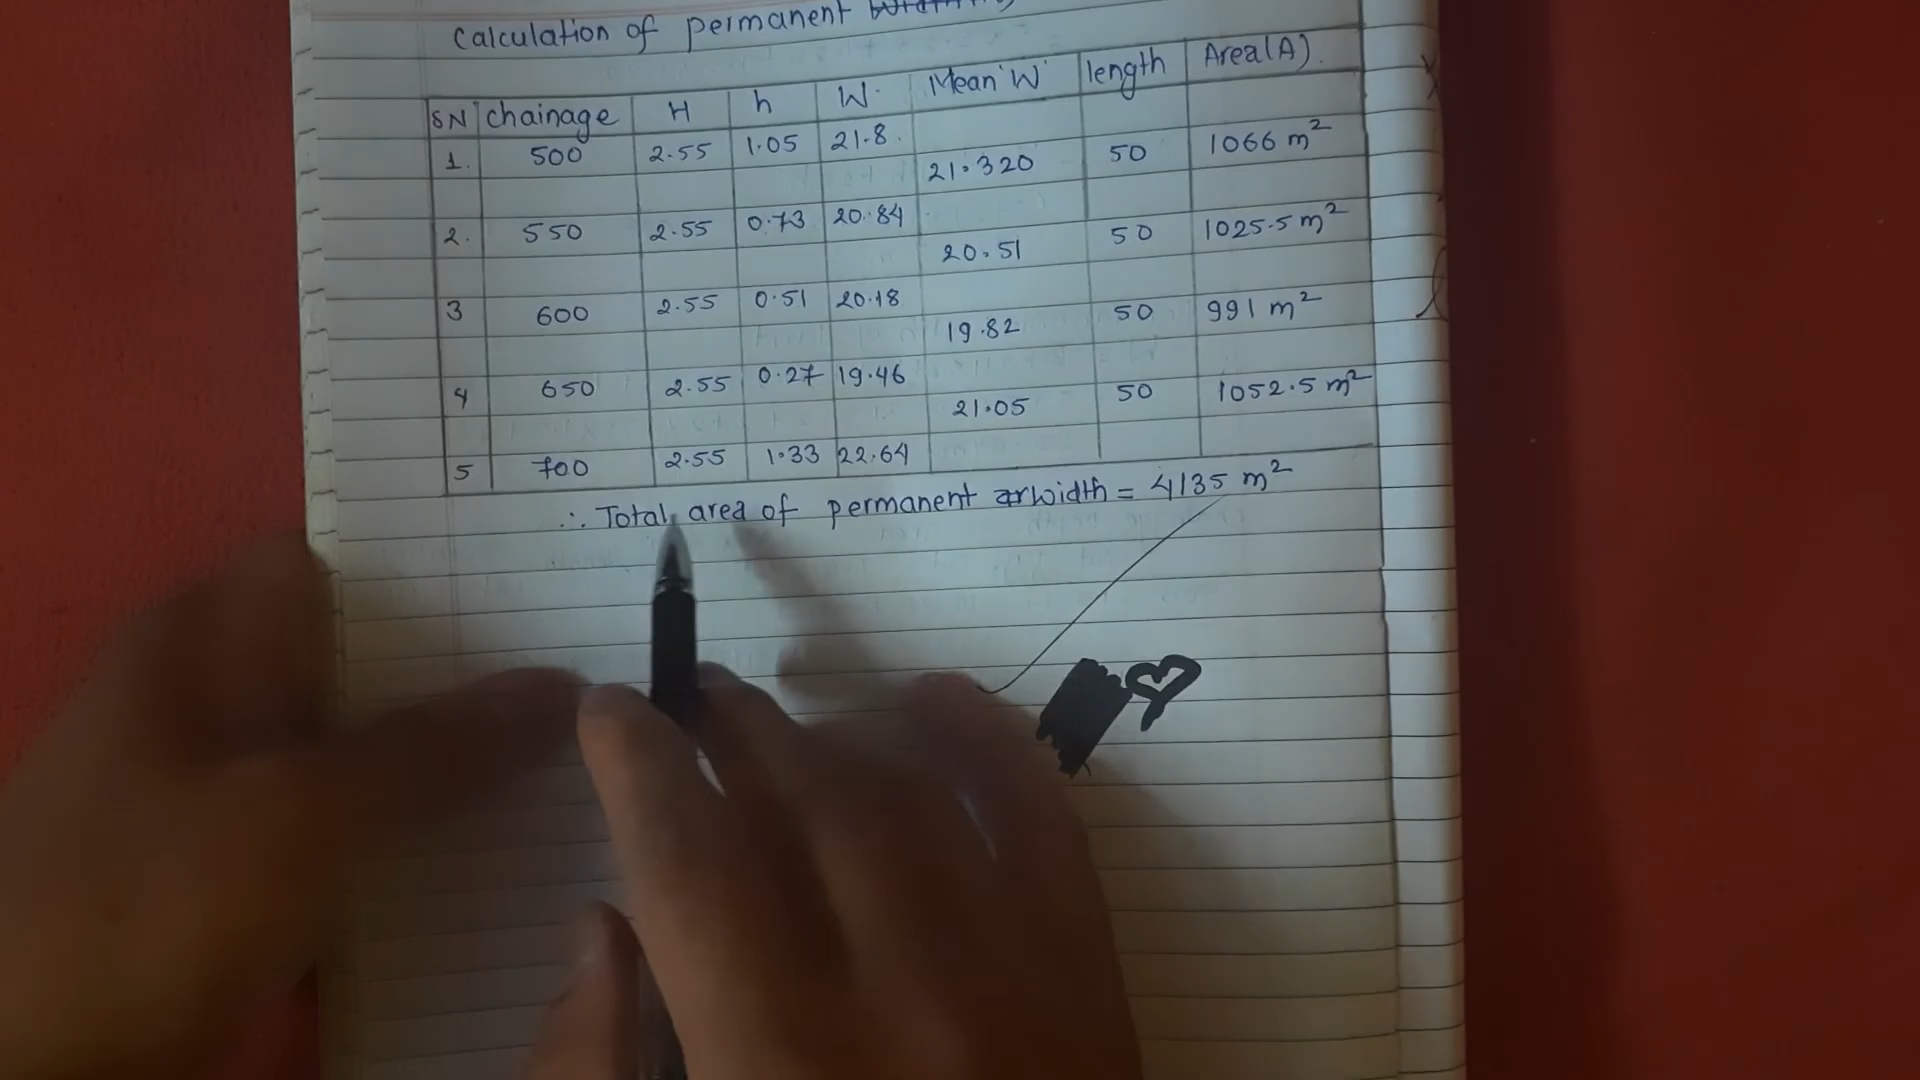 Calculation of permanent
SN chainage H h W. Mean 'W' length Area(A).
1. 500 2.55 1.05 21.8. 21.320 50 1066 m²
2. 550 2.55 0.73 20.84 20.51 50 1025.5 m²
3 600 2.55 0.51 20.18 19.82 50 991 m²
4 650 2.55 0.27 19.46 21.05 50 1052.5 m²
5 700 2.55 1.33 22.64
∴ Total area of permanent width = 4135 m²